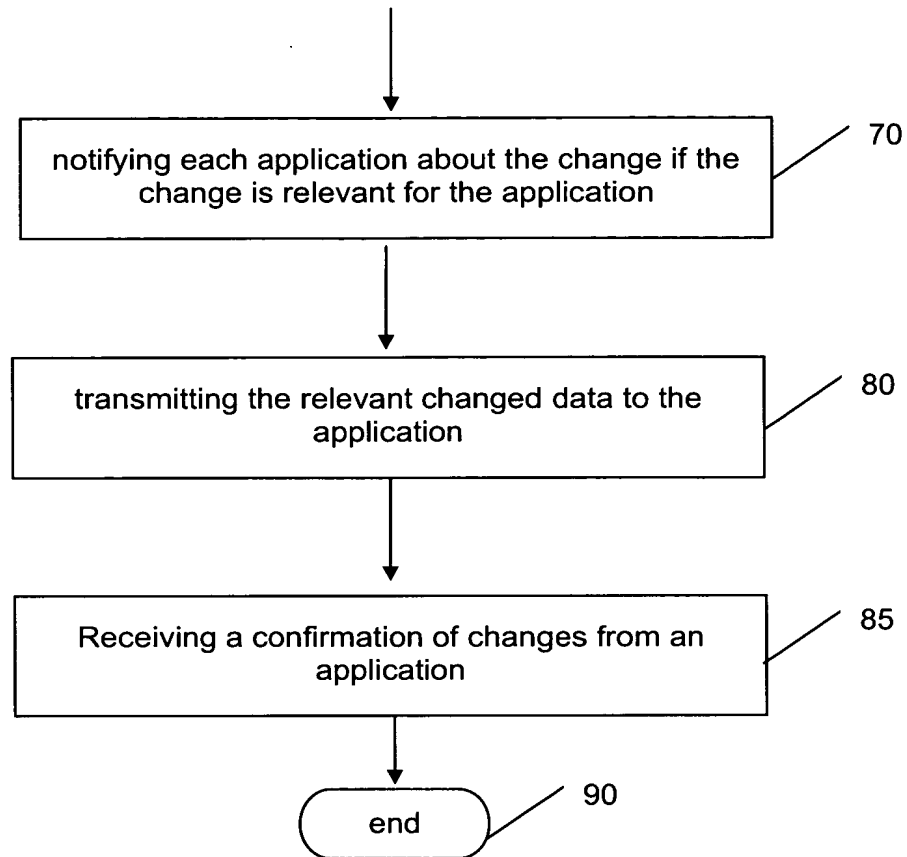 notifying each application about the change if the
change is relevant for the application
70
transmitting the relevant changed data to the
application
80
Receiving a confirmation of changes from an
application
85
end
90